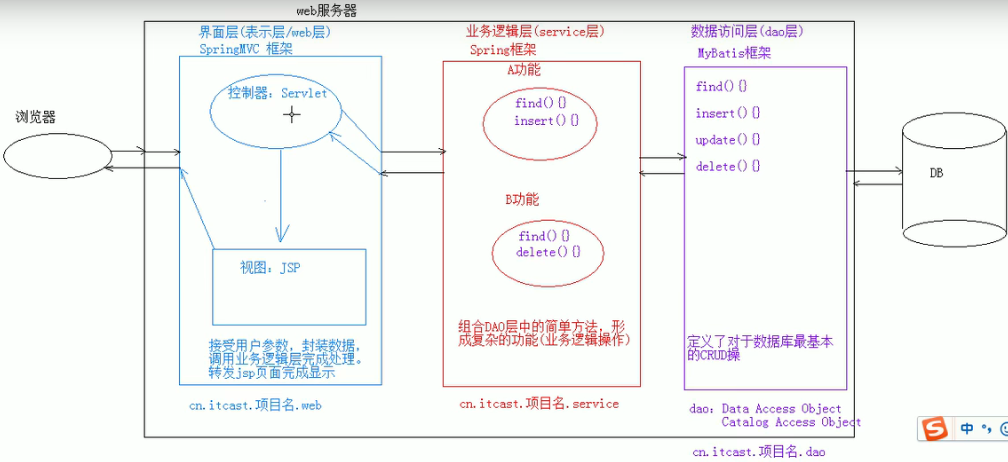 web服务器
浏览器
界面层(表示层/web层)
SpringMVC 框架
控制器: Servlet
视图: JSP
接受用户参数, 封装数据,
调用业务逻辑层完成处理。
转发jsp页面完成显示
cn.itcast.项目名.web
业务逻辑层(service层)
Spring框架
A功能
find(){}
insert(){}
B功能
find(){}
delete(){}
组合DAO层中的简单方法, 形
成复杂的功能(业务逻辑操作)
cn.itcast.项目名.service
数据访问层(dao层)
MyBatis框架
find(){}
insert(){}
update(){}
delete(){}
定义了对于数据库最基本
的CRUD操
dao: Data Access Object
Catalog Access Object
cn.itcast.项目名.dao
DB
S 中 °,